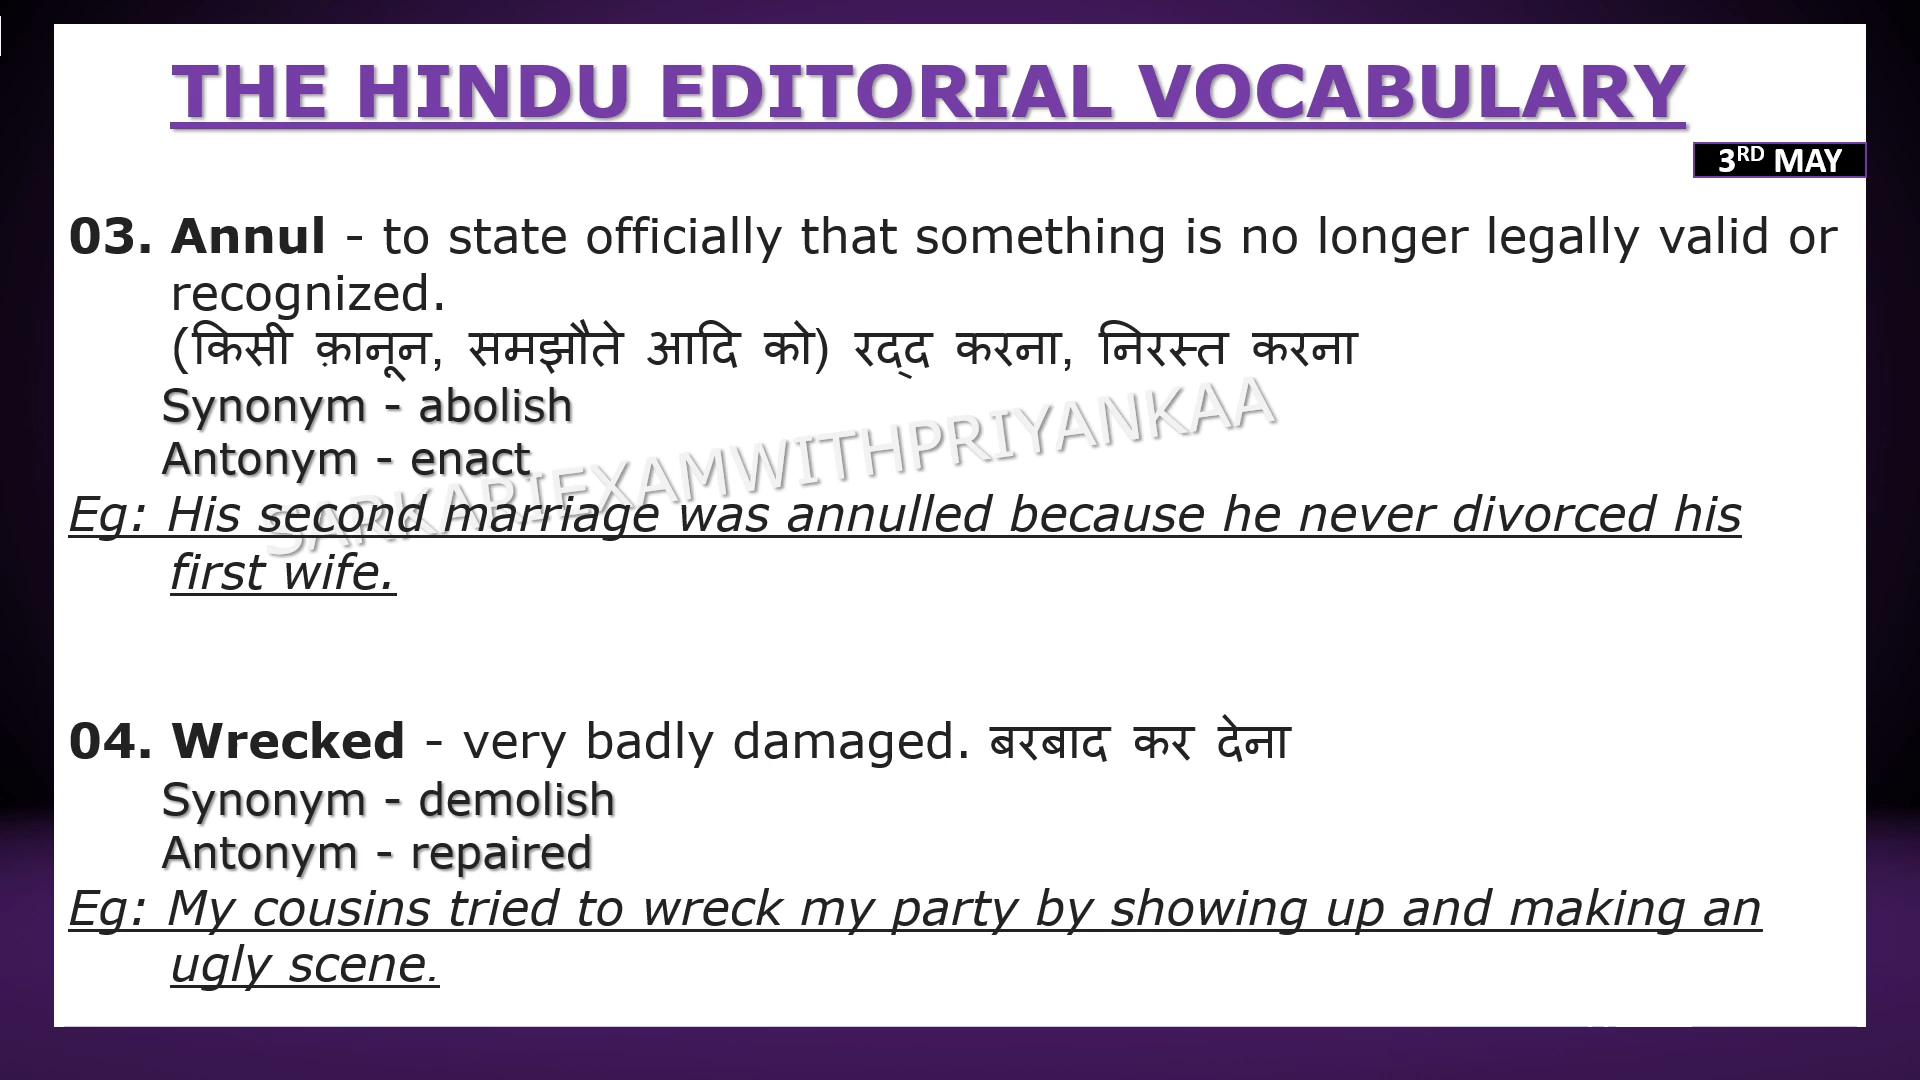 THE HINDU EDITORIAL VOCABULARY
3RD MAY
03. Annul - to state officially that something is no longer legally valid or
recognized.
(किसी क़ानून, समझौते आदि को) रद्द करना, निरस्त करना
Synonym - abolish
Antonym - enact
SARKARIEXAMWITHPRIYANKAA
Eg: His second marriage was annulled because he never divorced his
first wife.
04. Wrecked - very badly damaged. बरबाद कर देना
Synonym - demolish
Antonym - repaired
Eg: My cousins tried to wreck my party by showing up and making an
ugly scene.